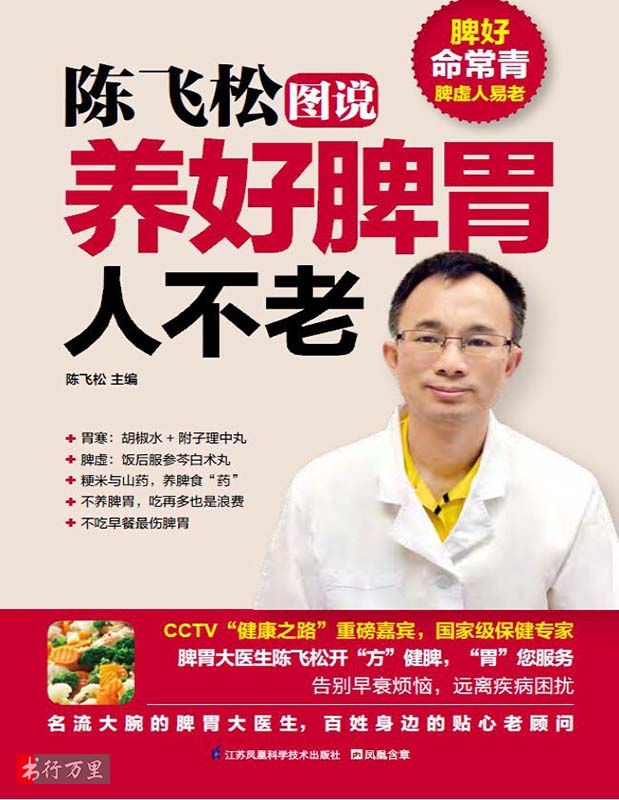 脾好
命常青
脾虚人易老
陈飞松图说
养好脾胃
人不老
陈飞松 主编
胃寒：胡椒水 + 附子理中丸
脾虚：饭后服参苓白术丸
粳米与山药，养脾食“药”
不养脾胃，吃再多也是浪费
不吃早餐最伤脾胃
CCTV“健康之路”重磅嘉宾，国家级保健专家
脾胃大医生陈飞松开“方”健脾，“胃”您服务
告别早衰烦恼，远离疾病困扰
名流大腕的脾胃大医生，百姓身边的贴心老顾问
江苏凤凰科学技术出版社 凤凰含章
书行万里